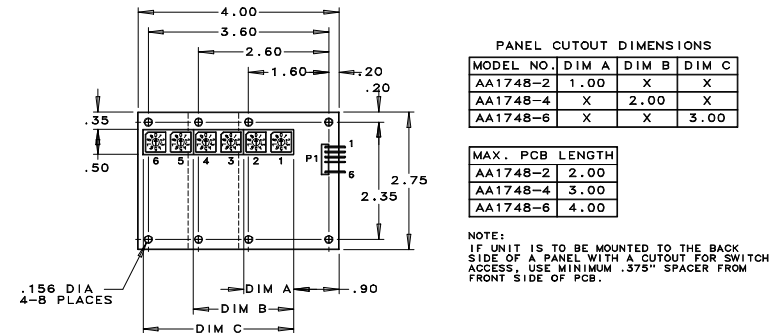 4.00
3.60
2.60
1.60
.20
.20
.35
.50
6 5 4 3 2 1
P1
1
6
2.35
2.75
.156 DIA
4-8 PLACES
DIM A
.90
DIM B
DIM C
PANEL CUTOUT DIMENSIONS
MODEL NO. DIM A DIM B DIM C
AA1748-2 1.00 X X
AA1748-4 X 2.00 X
AA1748-6 X X 3.00
MAX. PCB LENGTH
AA1748-2 2.00
AA1748-4 3.00
AA1748-6 4.00
NOTE:
IF UNIT IS TO BE MOUNTED TO THE BACK
SIDE OF A PANEL WITH A CUTOUT FOR SWITCH
ACCESS, USE MINIMUM .375" SPACER FROM
FRONT SIDE OF PCB.